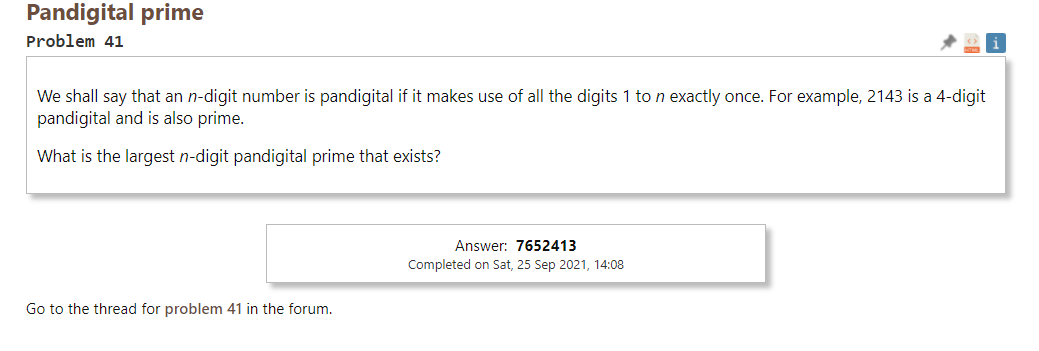 Pandigital prime
Problem 41
We shall say that an n-digit number is pandigital if it makes use of all the digits 1 to n exactly once. For example, 2143 is a 4-digit
pandigital and is also prime.
What is the largest n-digit pandigital prime that exists?
Answer: 7652413
Completed on Sat, 25 Sep 2021, 14:08
Go to the thread for problem 41 in the forum.